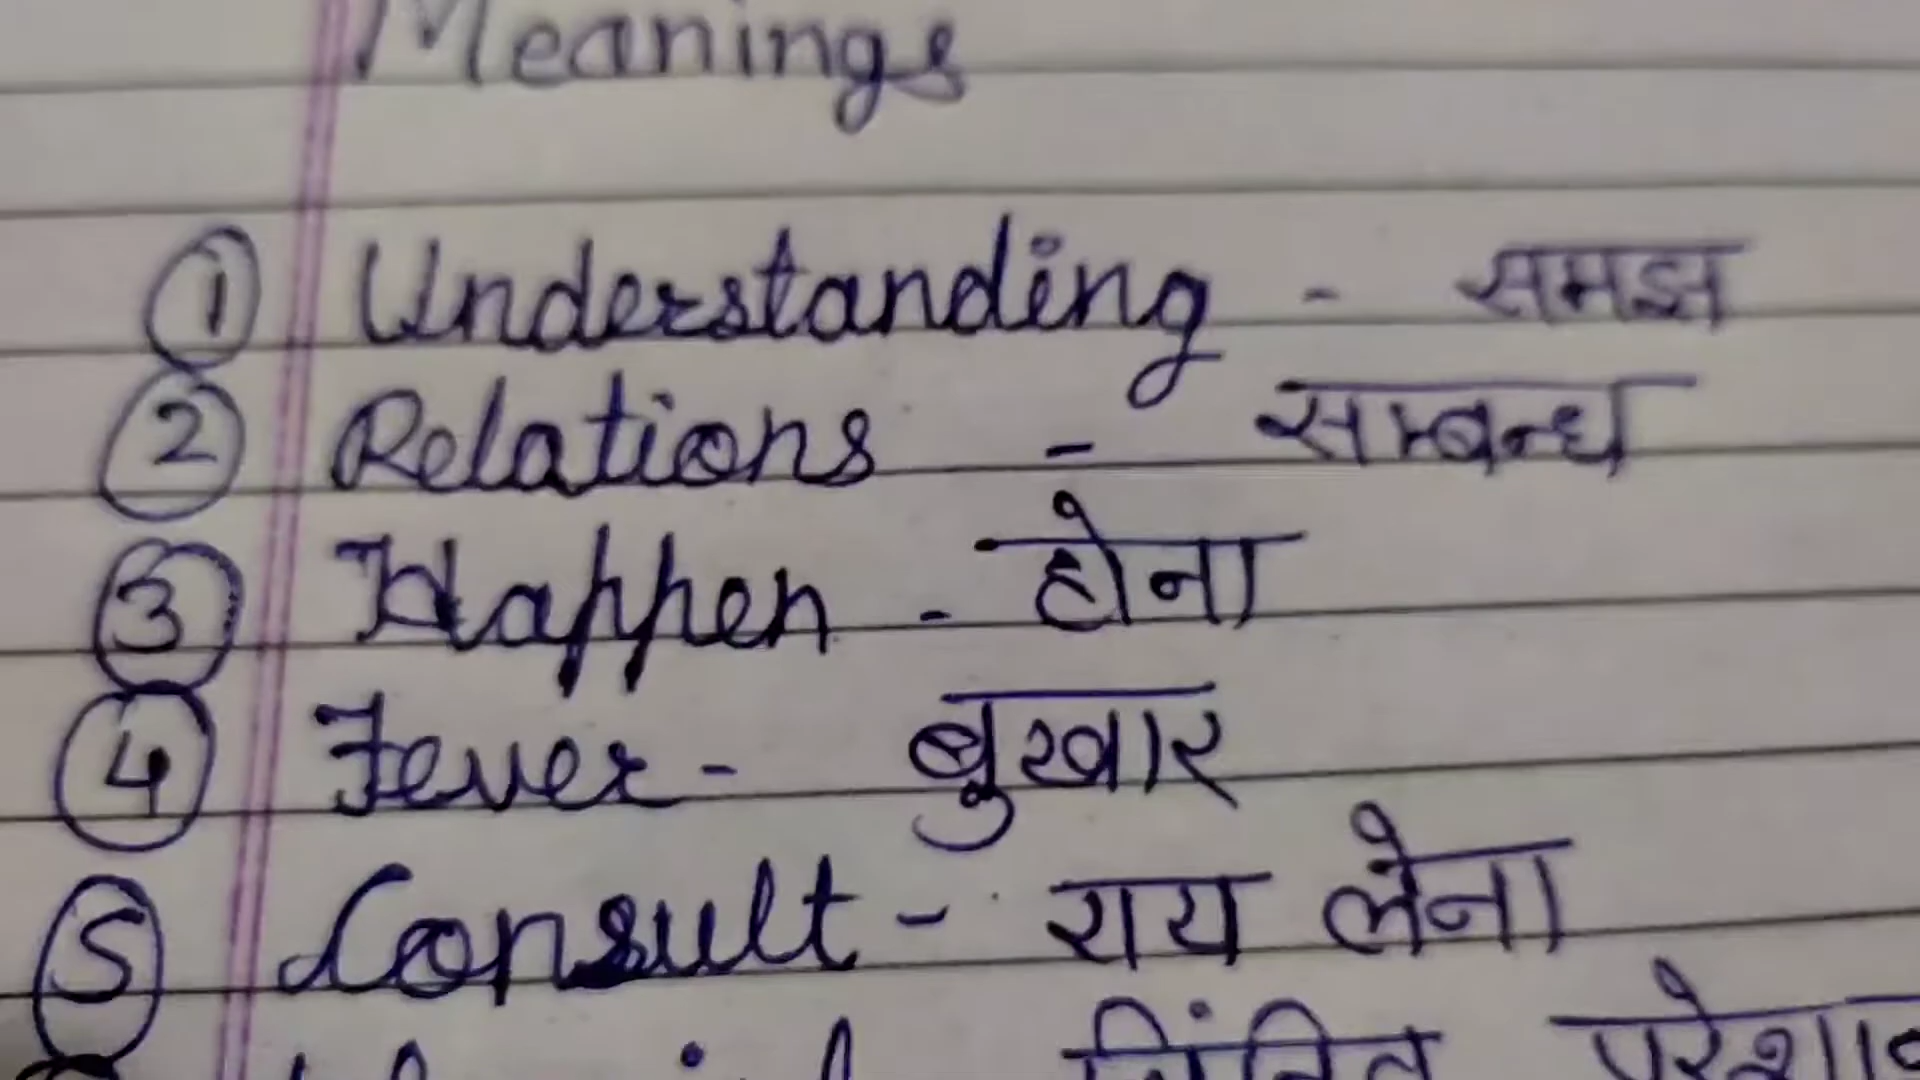 Meanings
① Understanding - समझ
② Relations - सम्बन्ध
③ Happen - होना
④ Fever - बुखार
⑤ Consult - राय लेना
चिंतित